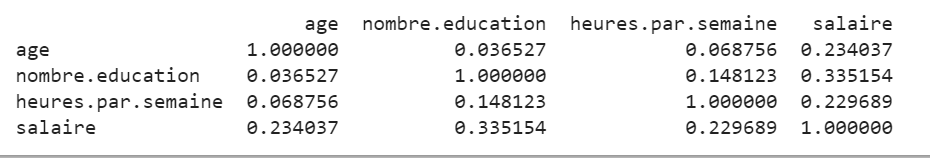 age nombre.education heures.par.semaine salaire
age 1.000000 0.036527 0.068756 0.234037
nombre.education 0.036527 1.000000 0.148123 0.335154
heures.par.semaine 0.068756 0.148123 1.000000 0.229689
salaire 0.234037 0.335154 0.229689 1.000000